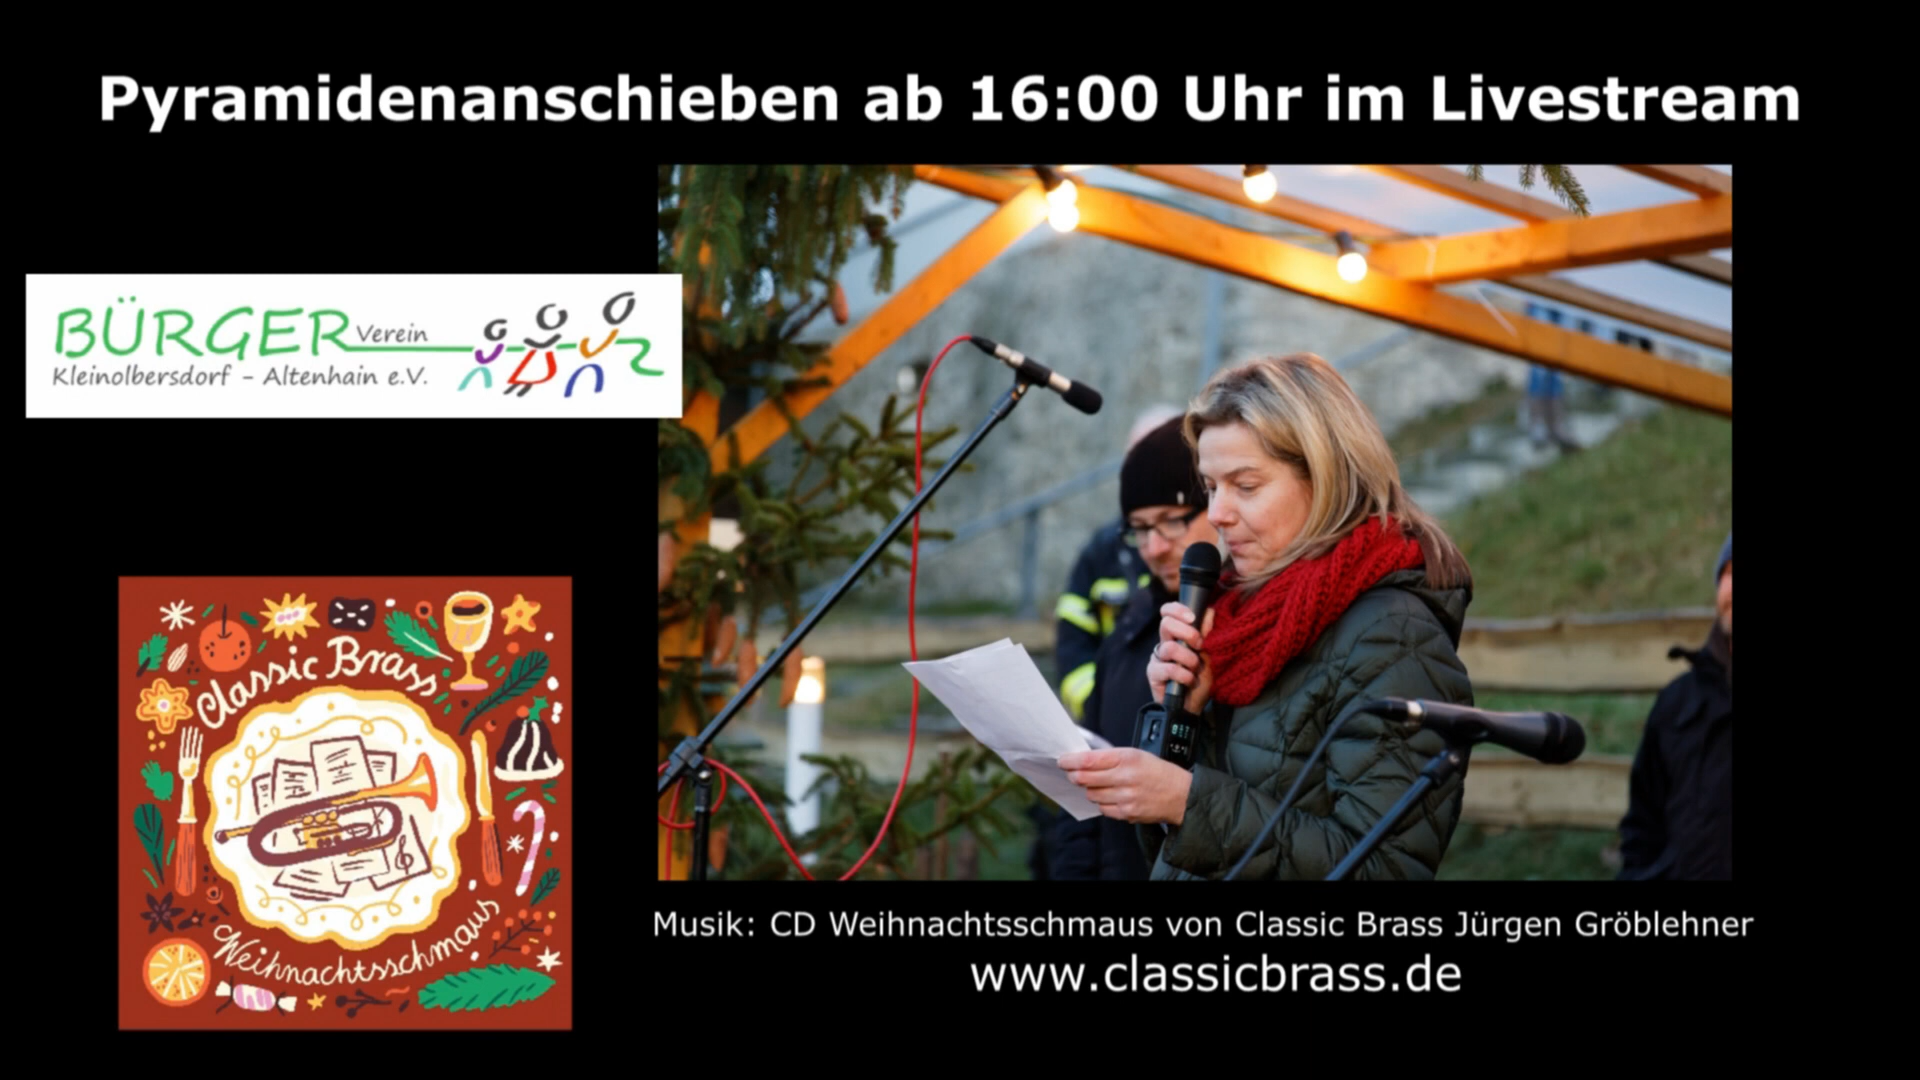 Pyramidenanschieben ab 16:00 Uhr im Livestream
BÜRGER Verein
Kleinolbersdorf - Altenhain e.V.
Classic Brass
Weihnachtsschmaus
Musik: CD Weihnachtsschmaus von Classic Brass Jürgen Gröblehner
www.classicbrass.de